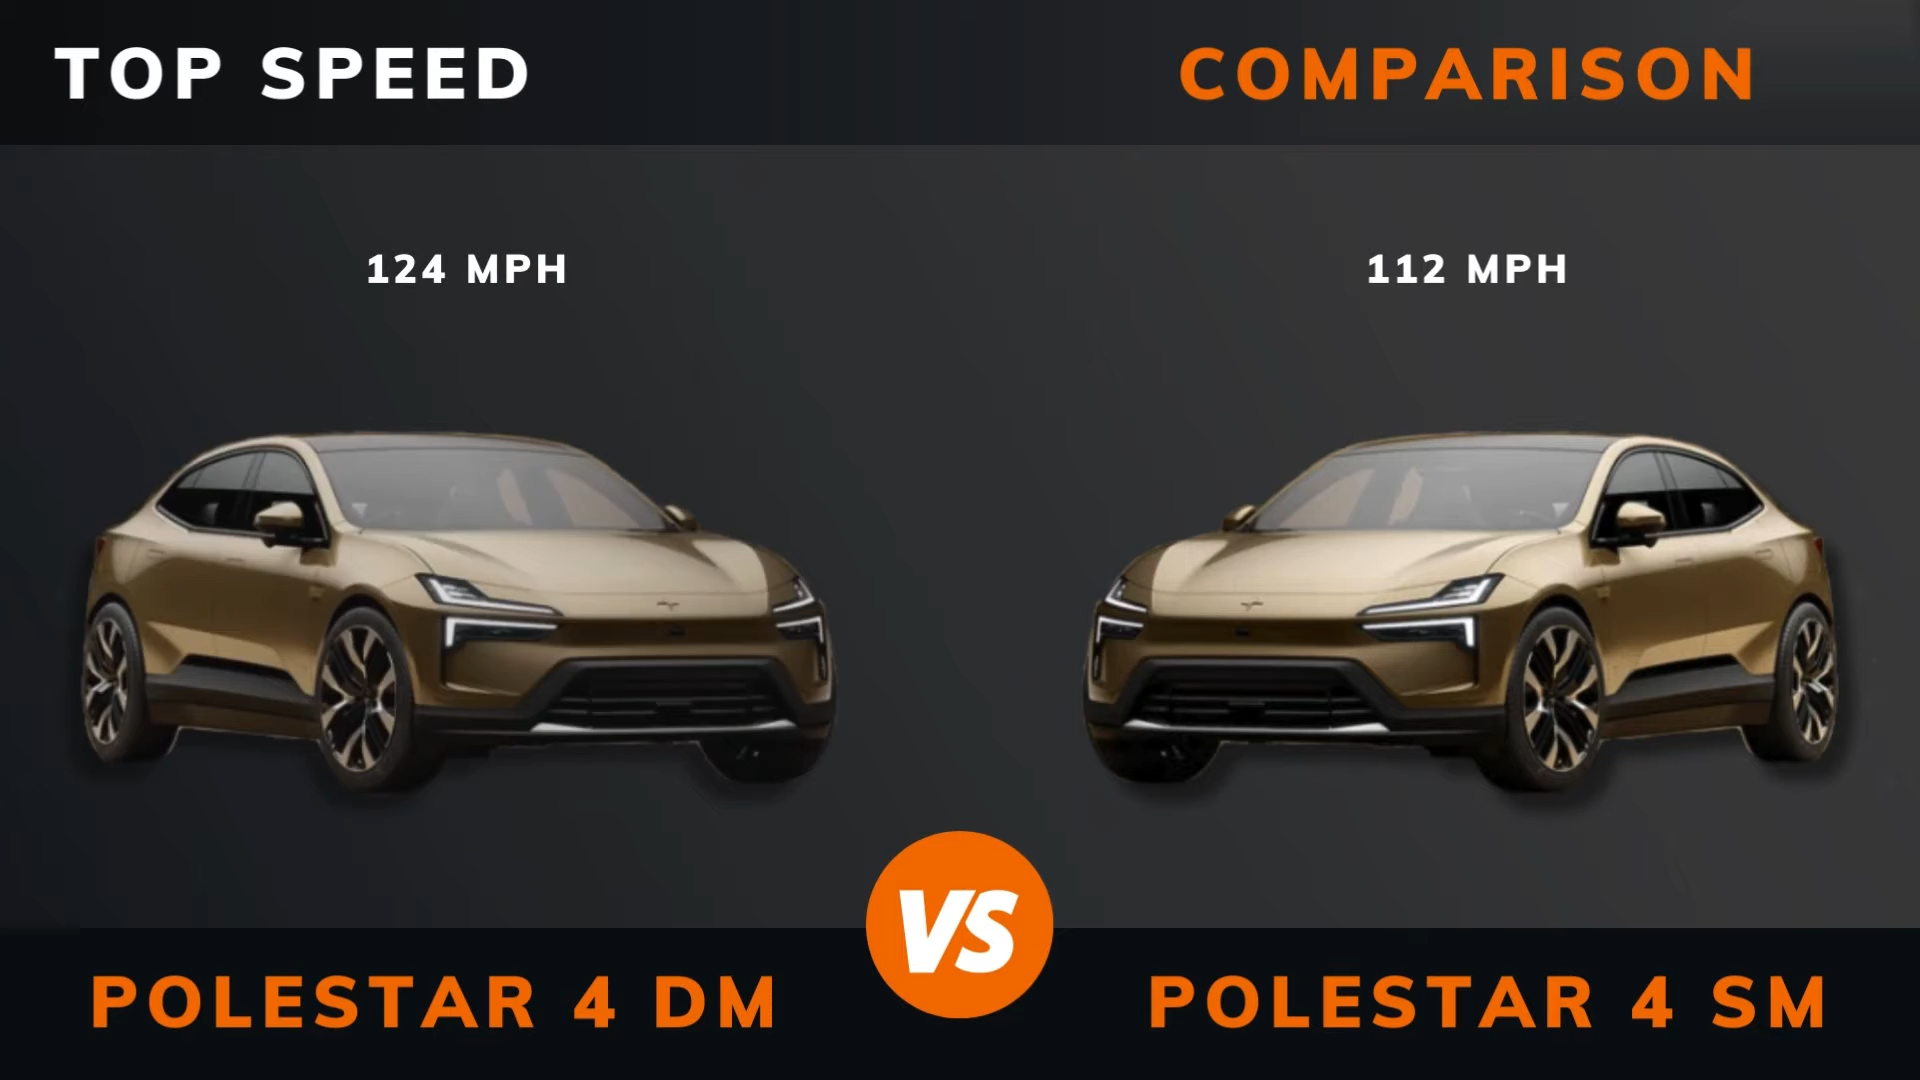 TOP SPEED
COMPARISON
124 MPH
112 MPH
VS
POLESTAR 4 DM
POLESTAR 4 SM